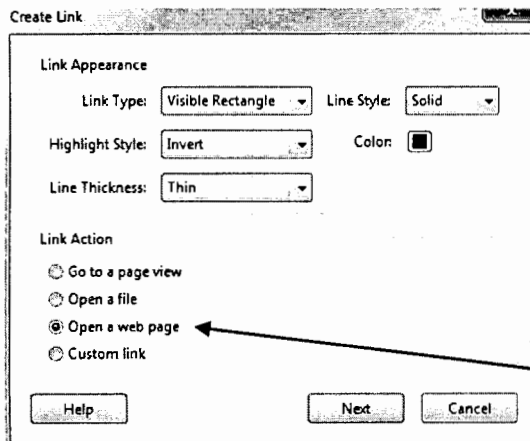 Create Link
Link Appearance
Link Type: Visible Rectangle Line Style: Solid
Highlight Style: Invert Color:
Line Thickness: Thin
Link Action
Go to a page view
Open a file
Open a web page
Custom link
Help Next Cancel